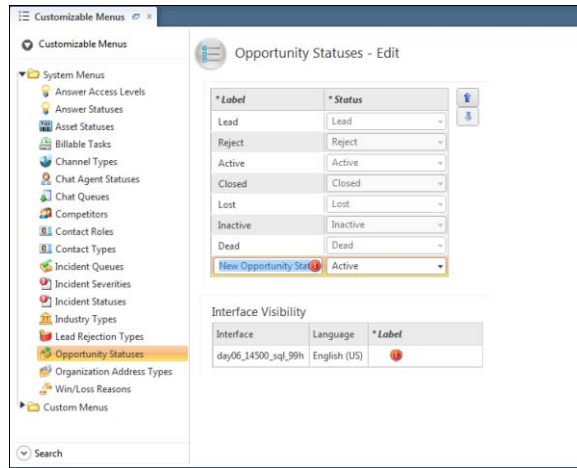 Customizable Menus
Customizable Menus
System Menus
Answer Access Levels
Answer Statuses
Asset Statuses
Billable Tasks
Channel Types
Chat Agent Statuses
Chat Queues
Competitors
Contact Roles
Contact Types
Incident Queues
Incident Severities
Incident Statuses
Industry Types
Lead Rejection Types
Opportunity Statuses
Organization Address Types
Win/Loss Reasons
Custom Menus
Search
Opportunity Statuses - Edit
*Label *Status
Lead Lead
Reject Reject
Active Active
Closed Closed
Lost Lost
Inactive Inactive
Dead Dead
New Opportunity Stat Active
Interface Visibility
Interface Language *Label
day06_14500_sql_99h English (US)